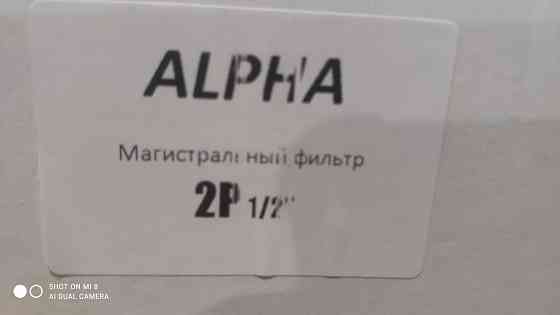 ALPHA
Магистральный фильтр
2P 1/2"
SHOT ON MI 8
AI DUAL CAMERA